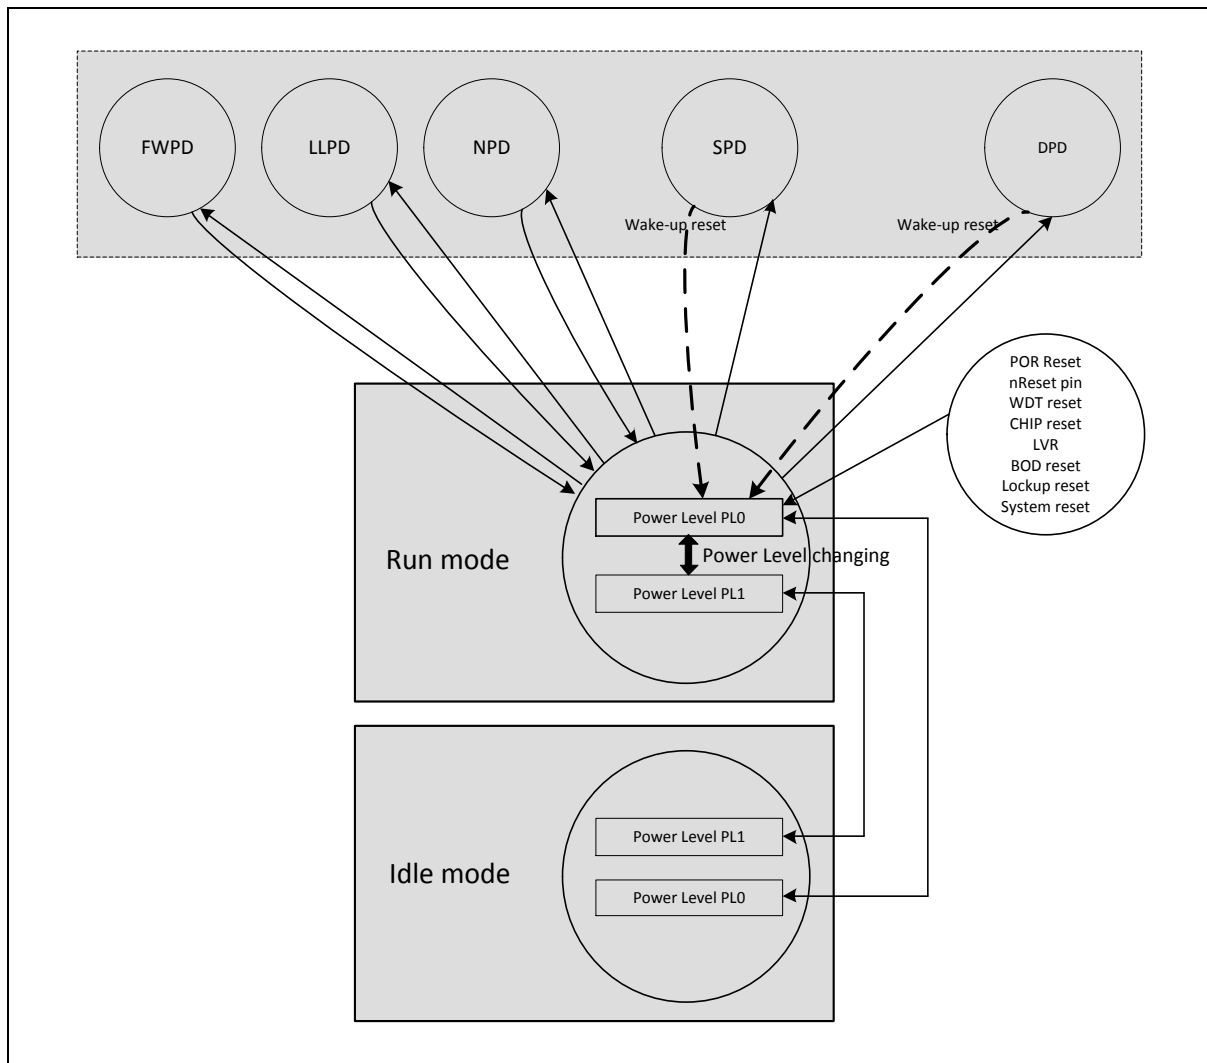 FWPD
LLPD
NPD
SPD
DPD
Wake-up reset
Wake-up reset
POR Reset
nReset pin
WDT reset
CHIP reset
LVR
BOD reset
Lockup reset
System reset
Run mode
Power Level PL0
Power Level changing
Power Level PL1
Idle mode
Power Level PL1
Power Level PL0